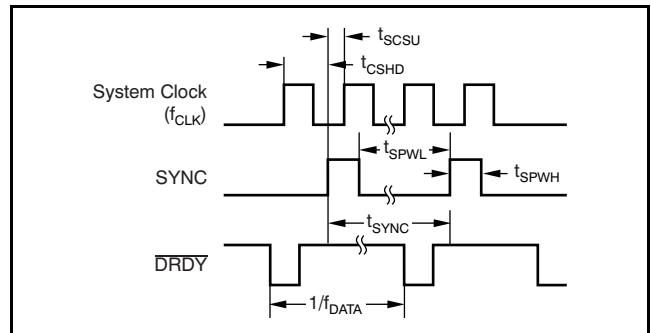 tSCSU
tCSHD
System Clock
(fCLK)
tSPWL
SYNC
tSPWH
tSYNC
DRDY
1/fDATA